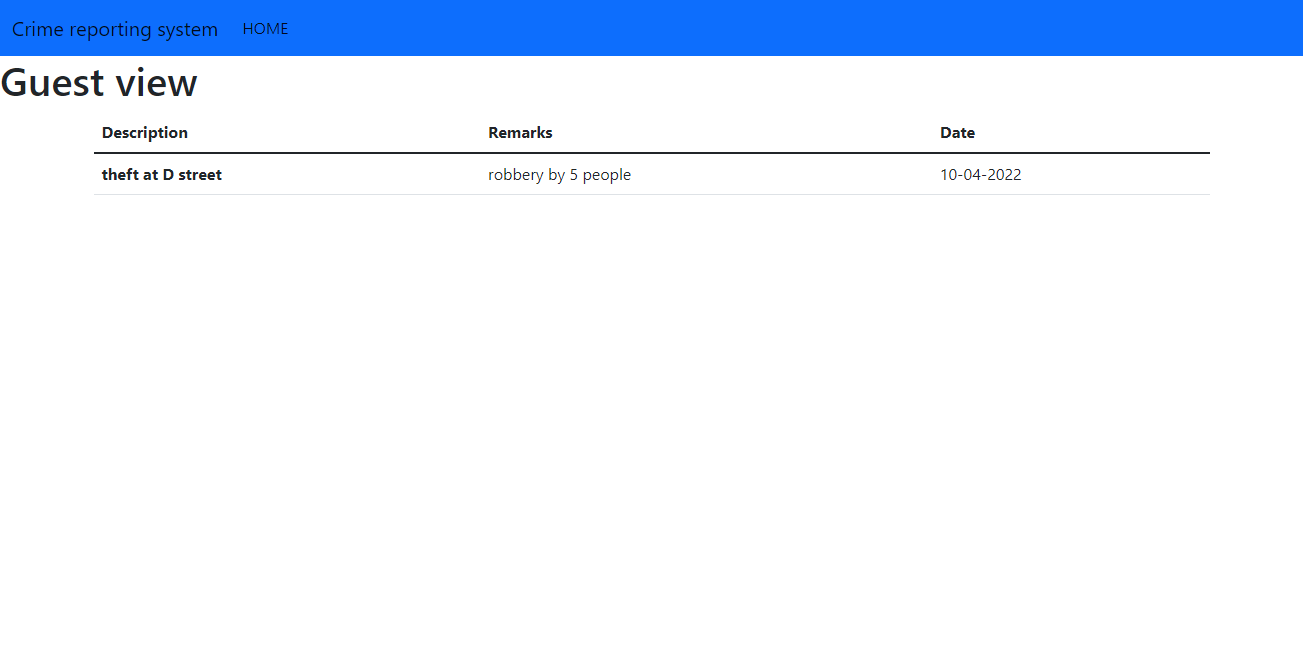 Crime reporting system HOME
Guest view
Description Remarks Date
theft at D street robbery by 5 people 10-04-2022